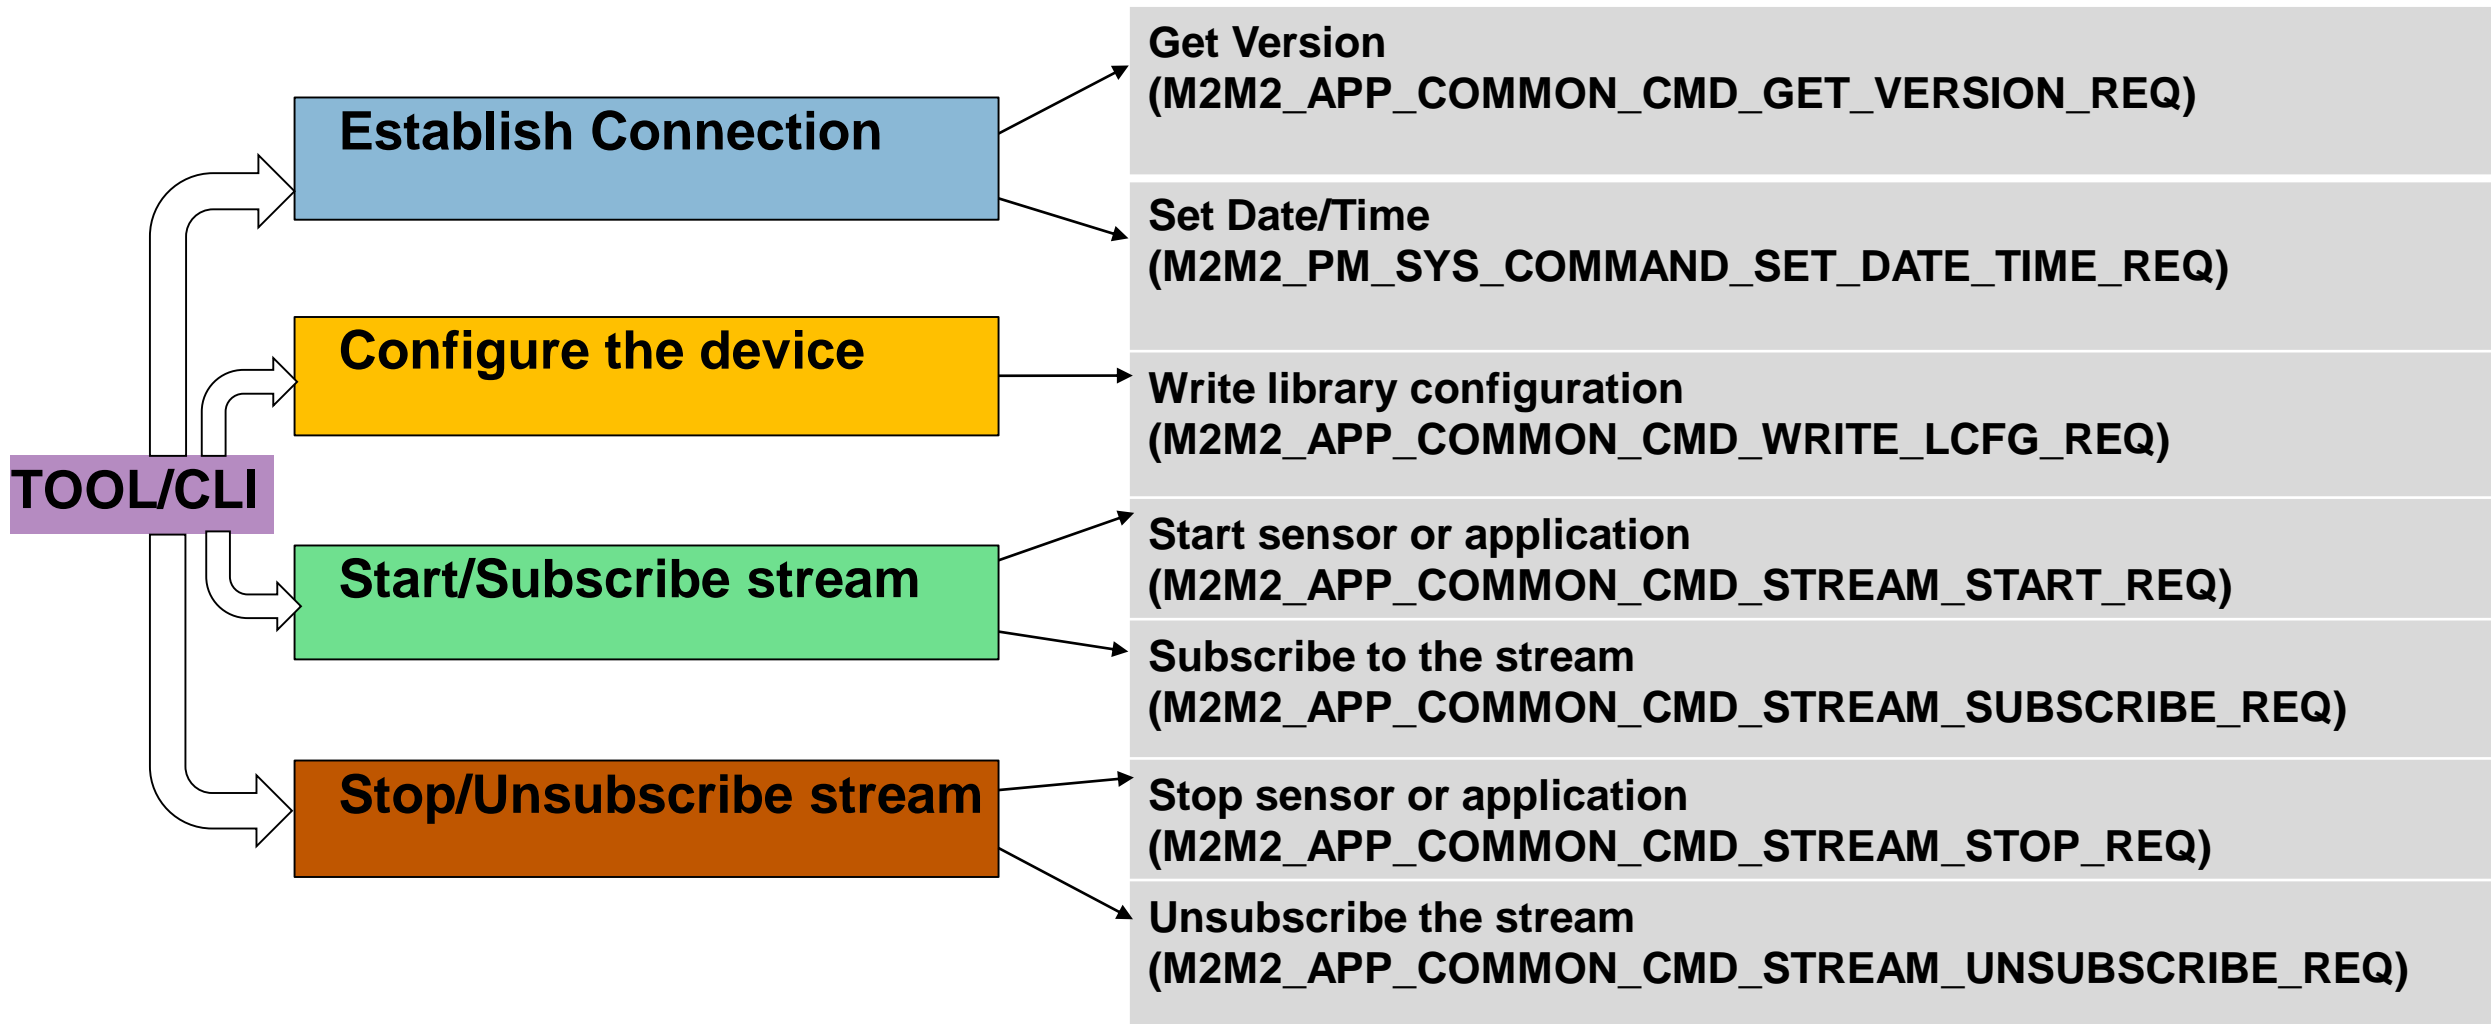 TOOL/CLI
Establish Connection
Get Version
(M2M2_APP_COMMON_CMD_GET_VERSION_REQ)
Set Date/Time
(M2M2_PM_SYS_COMMAND_SET_DATE_TIME_REQ)
Configure the device
Write library configuration
(M2M2_APP_COMMON_CMD_WRITE_LCFG_REQ)
Start/Subscribe stream
Start sensor or application
(M2M2_APP_COMMON_CMD_STREAM_START_REQ)
Subscribe to the stream
(M2M2_APP_COMMON_CMD_STREAM_SUBSCRIBE_REQ)
Stop/Unsubscribe stream
Stop sensor or application
(M2M2_APP_COMMON_CMD_STREAM_STOP_REQ)
Unsubscribe the stream
(M2M2_APP_COMMON_CMD_STREAM_UNSUBSCRIBE_REQ)